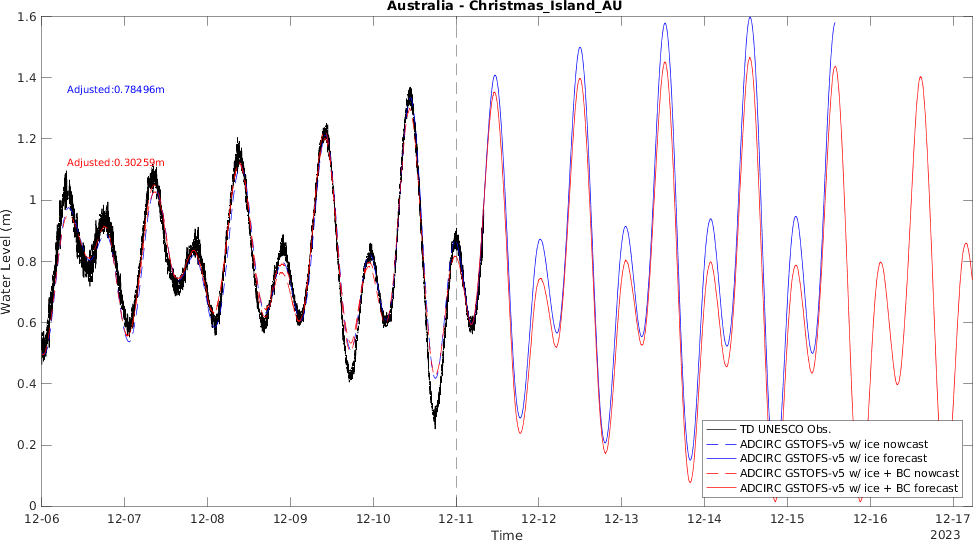 Australia - Christmas_Island_AU
1.6
1.4
1.2
1
0.8
0.6
0.4
0.2
0
Water Level (m)
Adjusted:0.78496m
Adjusted:0.30259m
TD UNESCO Obs.
ADCIRC GSTOFS-v5 w/ ice nowcast
ADCIRC GSTOFS-v5 w/ ice forecast
ADCIRC GSTOFS-v5 w/ ice + BC nowcast
ADCIRC GSTOFS-v5 w/ ice + BC forecast
12-06 12-07 12-08 12-09 12-10 12-11 12-12 12-13 12-14 12-15 12-16 12-17
Time
2023